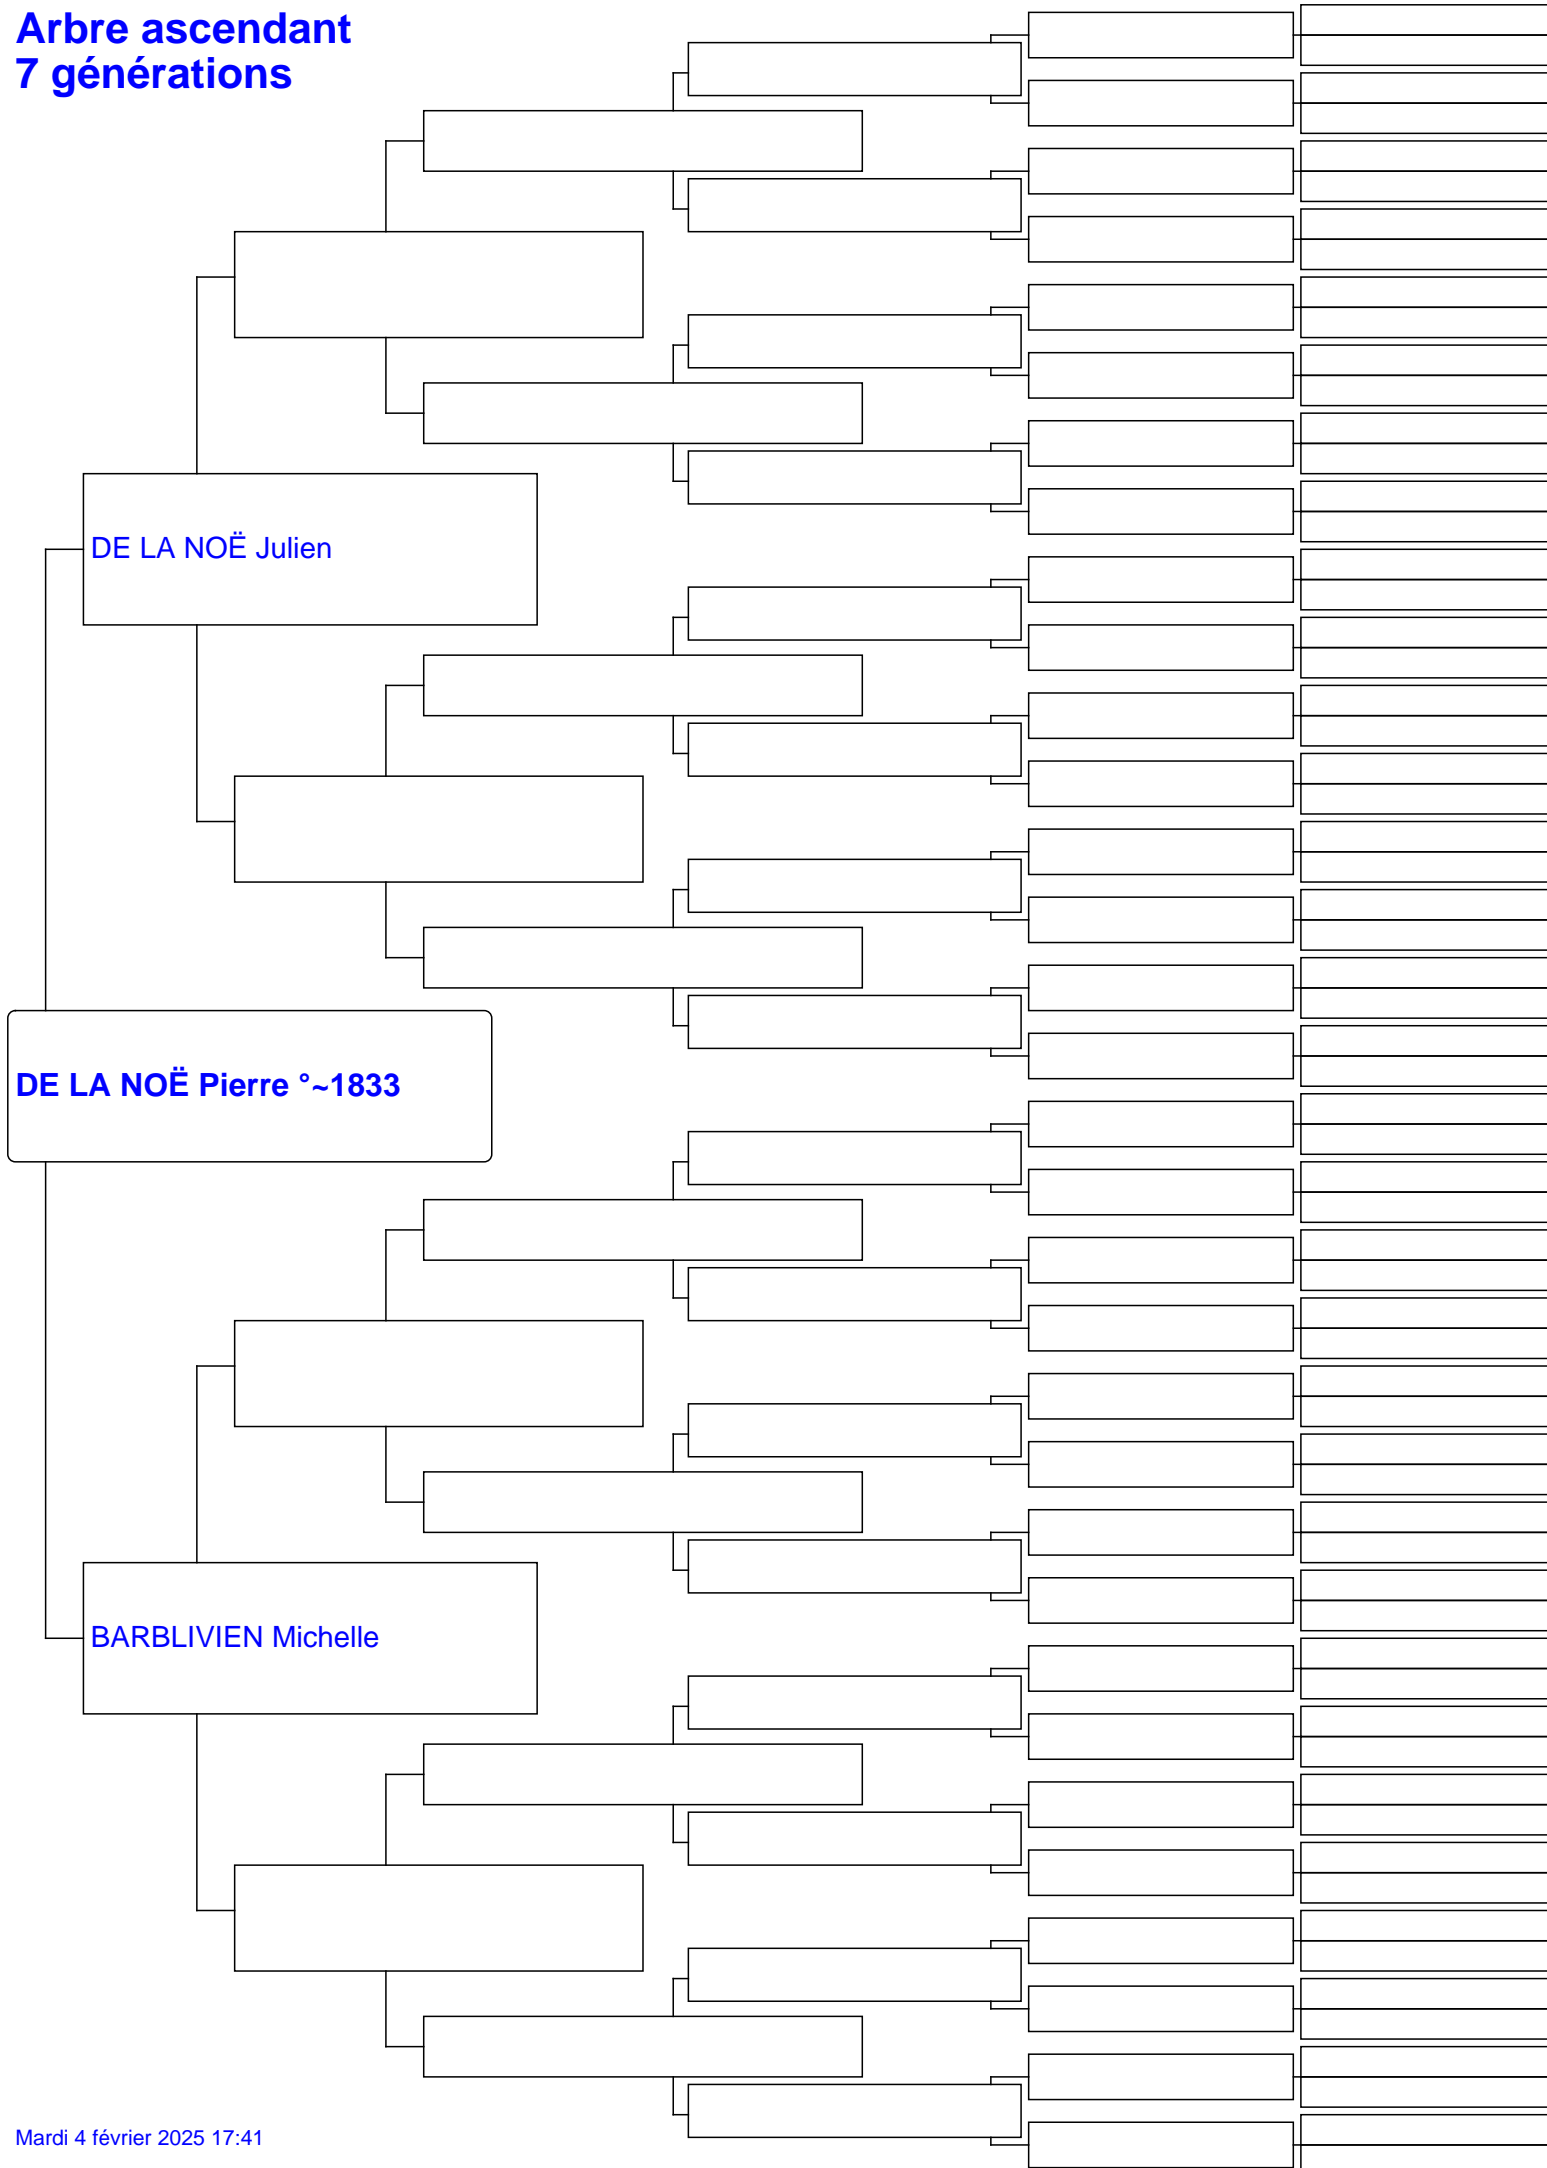 Arbre ascendant
7 générations
DE LA NOË Julien
DE LA NOË Pierre °~1833
BARBLIVIEN Michelle
Mardi 4 février 2025 17:41